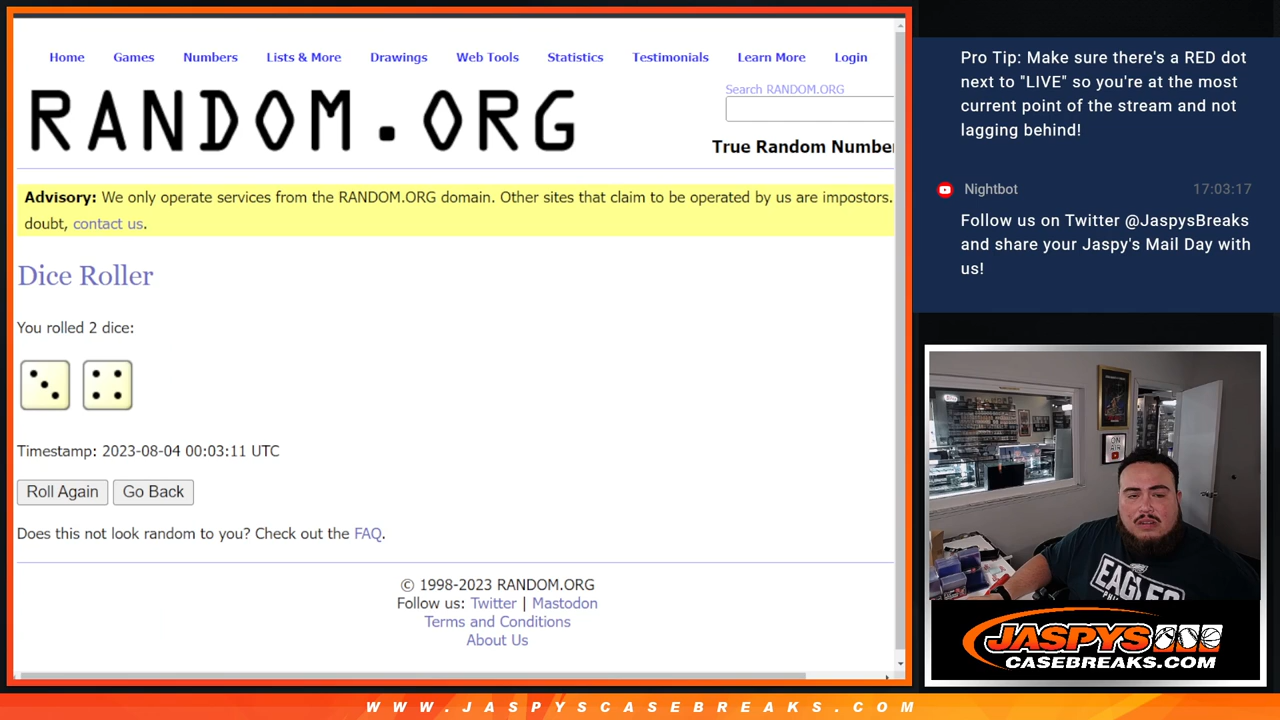 Home Games Numbers Lists & More Drawings Web Tools Statistics Testimonials Learn More Login
Search RANDOM.ORG
RANDOM.ORG
True Random Number
Advisory: We only operate services from the RANDOM.ORG domain. Other sites that claim to be operated by us are impostors.
doubt, contact us.
Dice Roller
You rolled 2 dice:
Timestamp: 2023-08-04 00:03:11 UTC
Roll Again Go Back
Does this not look random to you? Check out the FAQ.
© 1998-2023 RANDOM.ORG
Follow us: Twitter | Mastodon
Terms and Conditions
About Us
Pro Tip: Make sure there's a RED dot
next to "LIVE" so you're at the most
current point of the stream and not
lagging behind!
Nightbot 17:03:17
Follow us on Twitter @JaspysBreaks
and share your Jaspy's Mail Day with
us!
ON
EAGLES
JASPYS
CASEBREAKS.COM
WWW.JASPYSCASEBREAKS.COM